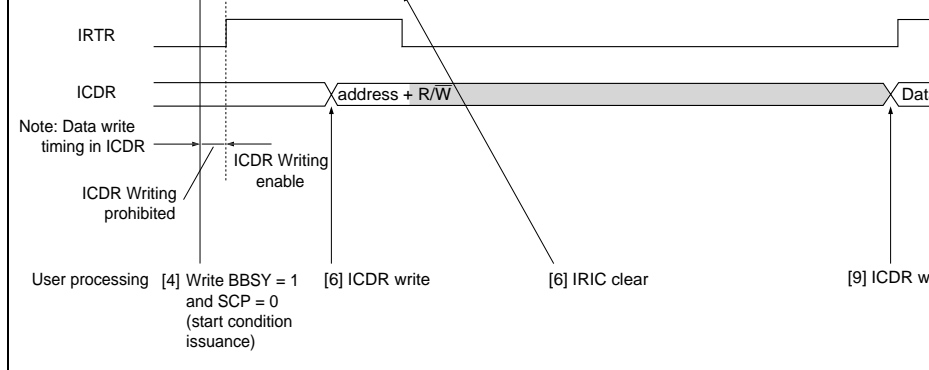 IRTR
ICDR
address + R/W̅
Data
Note: Data write
timing in ICDR
ICDR Writing
enable
ICDR Writing
prohibited
User processing
[4] Write BBSY = 1
and SCP = 0
(start condition
issuance)
[6] ICDR write
[6] IRIC clear
[9] ICDR w